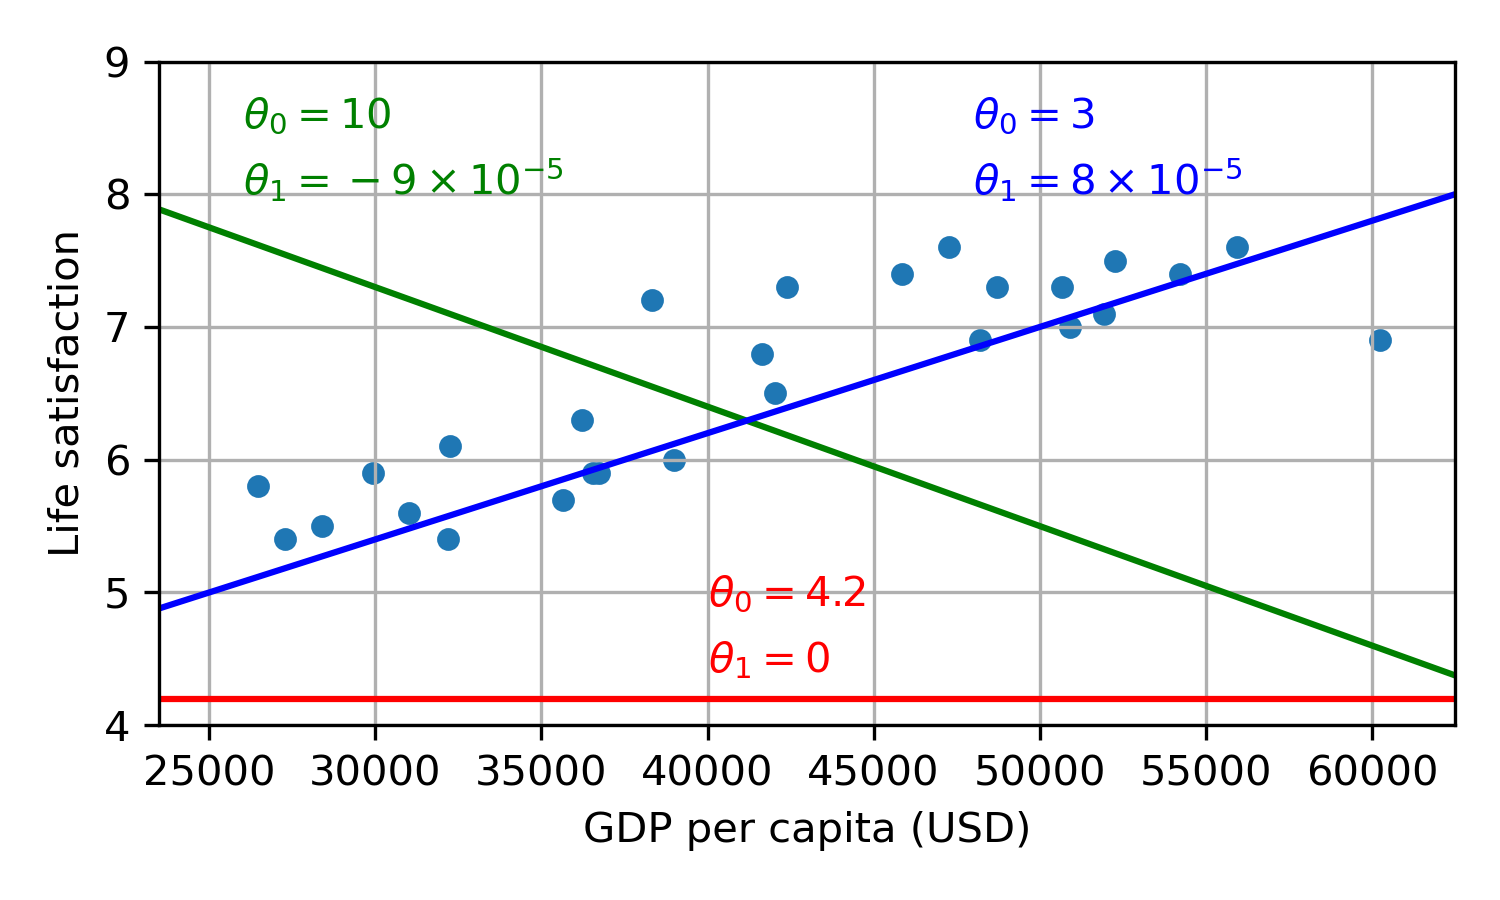 9
θ₀ = 10
θ₀ = 3
θ₁ = −9 × 10⁻⁵
θ₁ = 8 × 10⁻⁵
8
7
Life satisfaction
6
5
θ₀ = 4.2
θ₁ = 0
4
25000 30000 35000 40000 45000 50000 55000 60000
GDP per capita (USD)